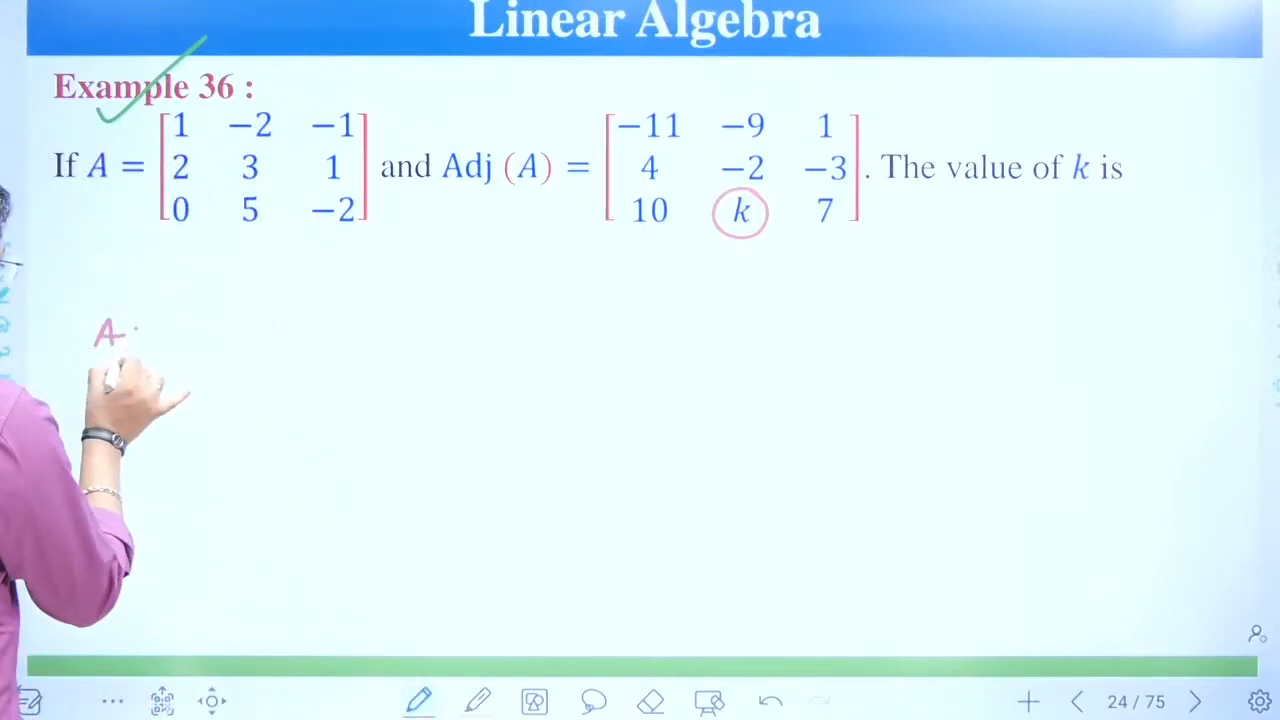 Linear Algebra
Example 36 :
If A = [1 −2 −1
2 3 1
0 5 −2] and Adj (A) = [−11 −9 1
4 −2 −3
10 k 7]. The value of k is
A
24 / 75